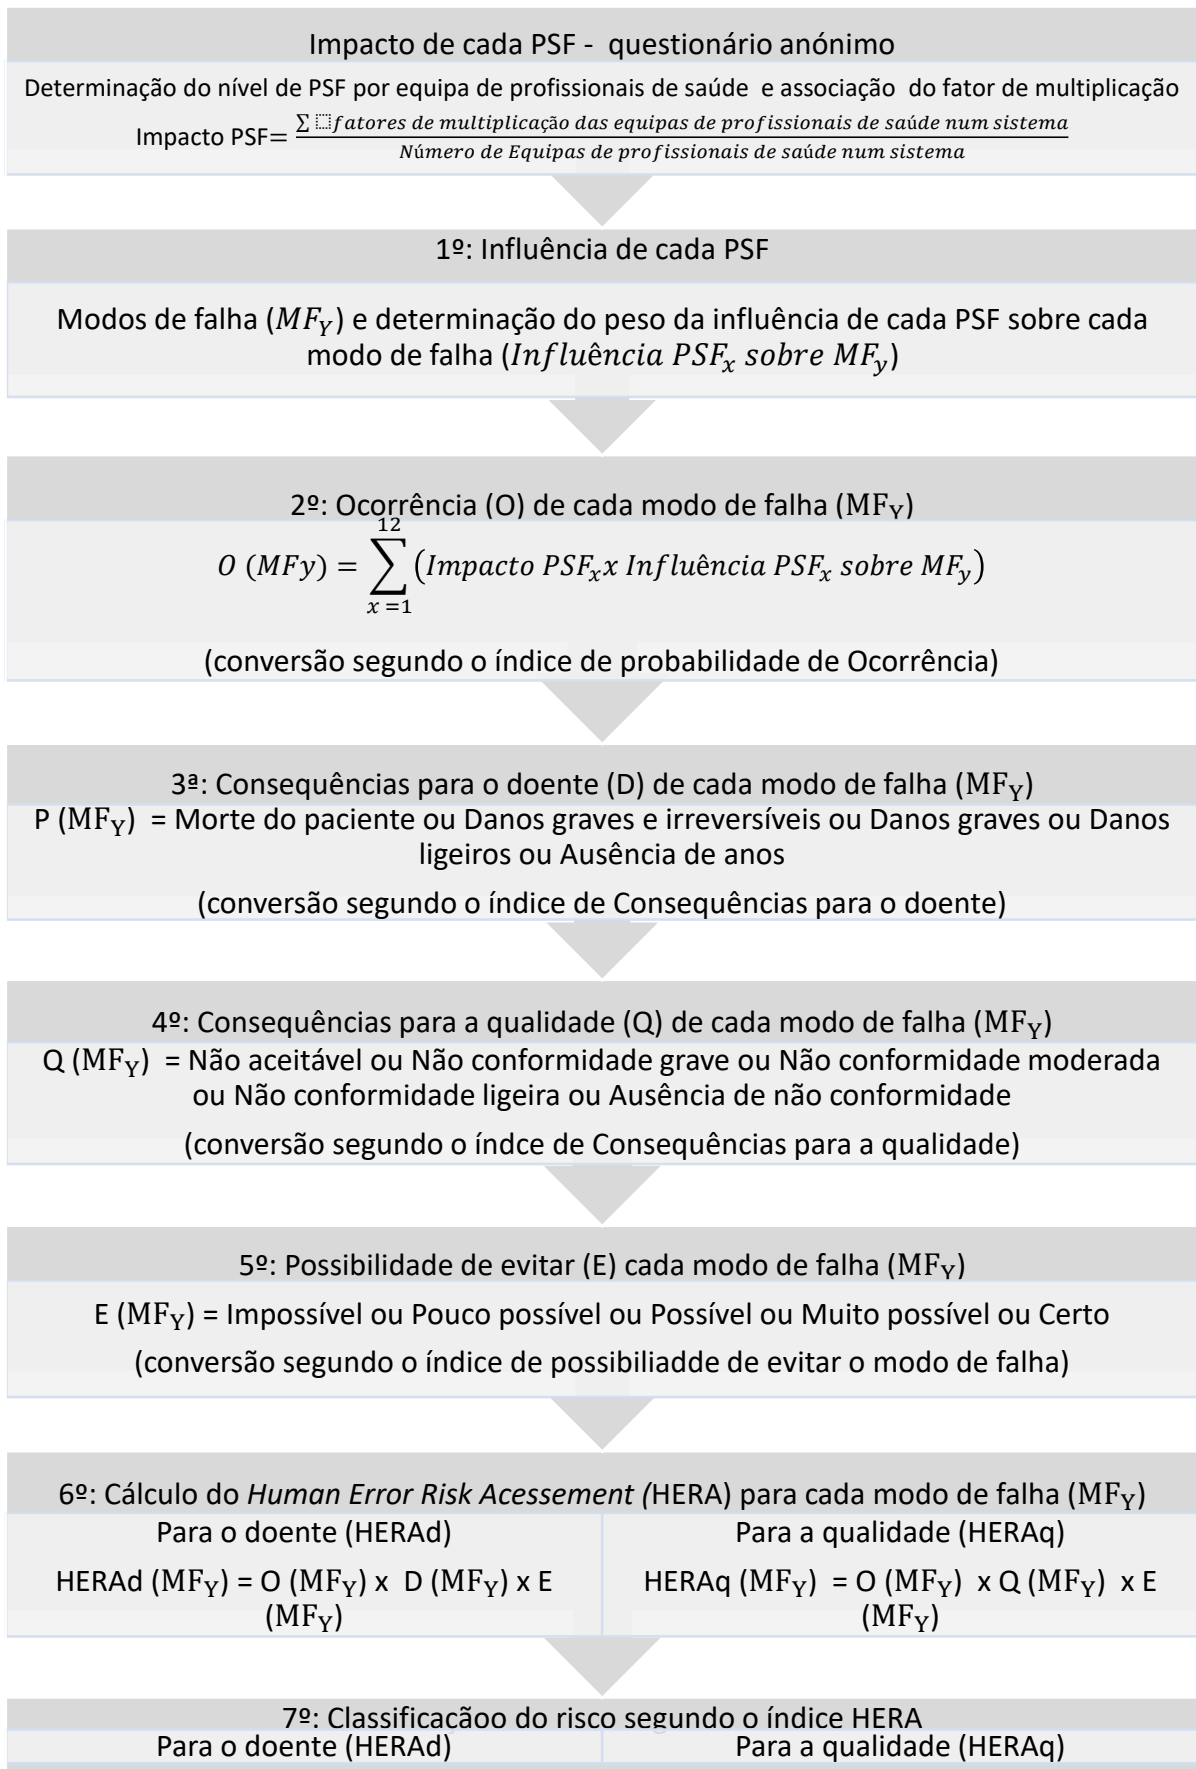 Impacto de cada PSF - questionário anónimo
Determinação do nível de PSF por equipa de profissionais de saúde e associação do fator de multiplicação
Impacto PSF= ∑ ⬚fatores de multiplicação das equipas de profissionais de saúde num sistema
Número de Equipas de profissionais de saúde num sistema
1º: Influência de cada PSF
Modos de falha (MF_Y) e determinação do peso da influência de cada PSF sobre cada
modo de falha (Influência PSF_x sobre MF_y)
2º: Ocorrência (O) de cada modo de falha (MF_Y)
12
O (MFy) = ∑ (Impacto PSF_x x Influência PSF_x sobre MF_y)
x =1
(conversão segundo o índice de probabilidade de Ocorrência)
3ª: Consequências para o doente (D) de cada modo de falha (MF_Y)
P (MF_Y) = Morte do paciente ou Danos graves e irreversíveis ou Danos graves ou Danos
ligeiros ou Ausência de anos
(conversão segundo o índice de Consequências para o doente)
4º: Consequências para a qualidade (Q) de cada modo de falha (MF_Y)
Q (MF_Y) = Não aceitável ou Não conformidade grave ou Não conformidade moderada
ou Não conformidade ligeira ou Ausência de não conformidade
(conversão segundo o índce de Consequências para a qualidade)
5º: Possibilidade de evitar (E) cada modo de falha (MF_Y)
E (MF_Y) = Impossível ou Pouco possível ou Possível ou Muito possível ou Certo
(conversão segundo o índice de possibiliadde de evitar o modo de falha)
6º: Cálculo do Human Error Risk Acessement (HERA) para cada modo de falha (MF_Y)
Para o doente (HERAd)
HERAd (MF_Y) = O (MF_Y) x D (MF_Y) x E
(MF_Y)
Para a qualidade (HERAq)
HERAq (MF_Y) = O (MF_Y) x Q (MF_Y) x E
(MF_Y)
7º: Classificaçãoo do risco segundo o índice HERA
Para o doente (HERAd)
Para a qualidade (HERAq)